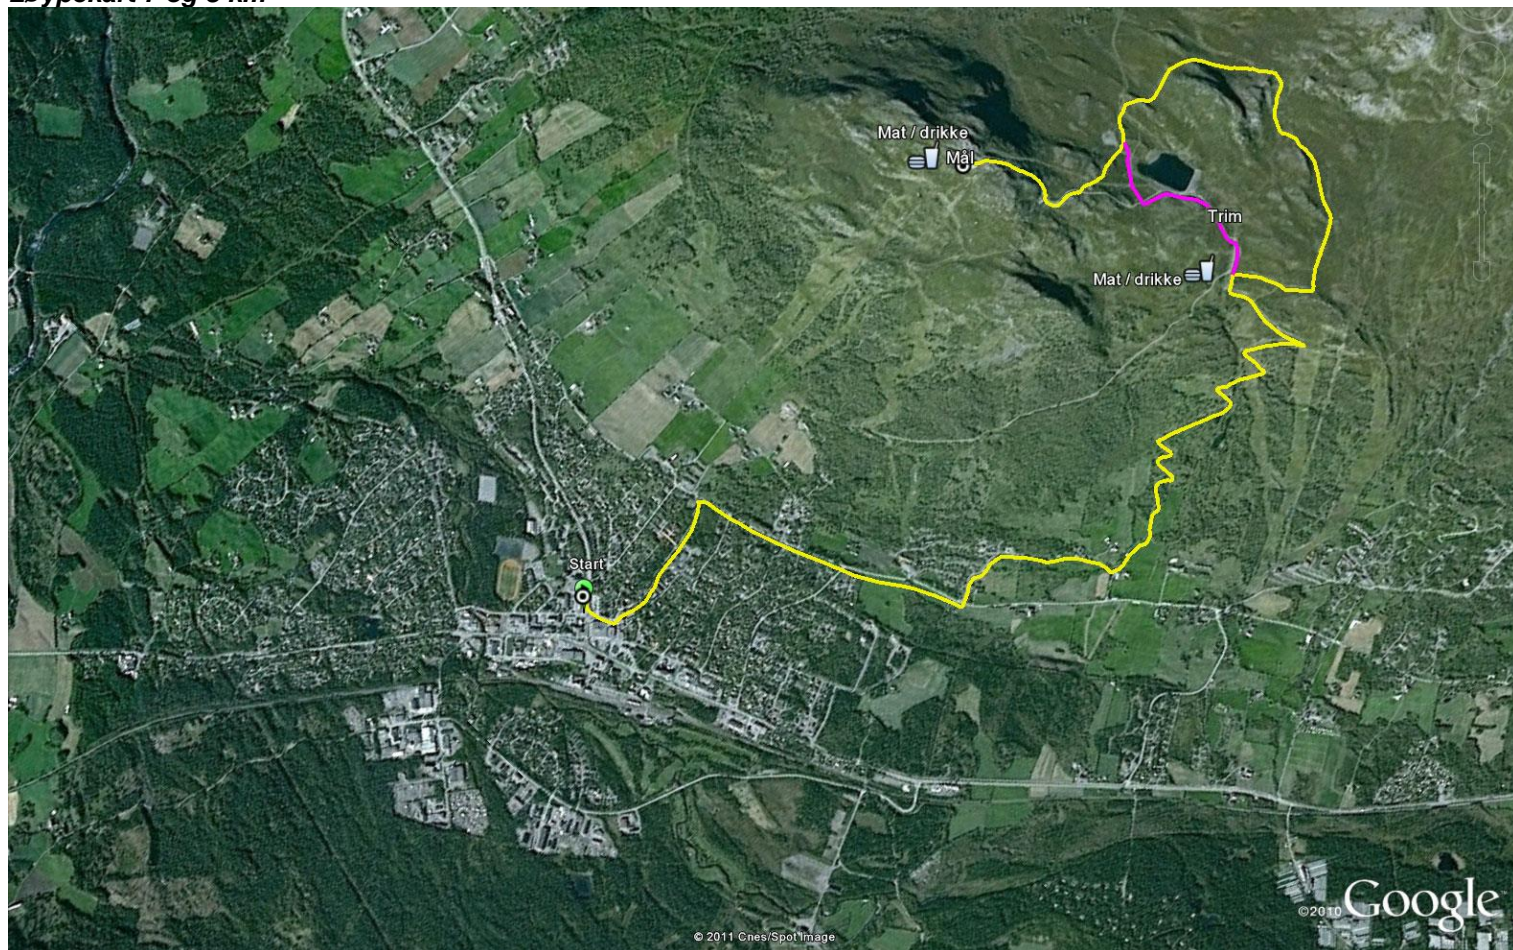 Mat / drikke
Mål
Trim
Mat / drikke
Start
©2010 Google
© 2011 Cnes/Spot Image